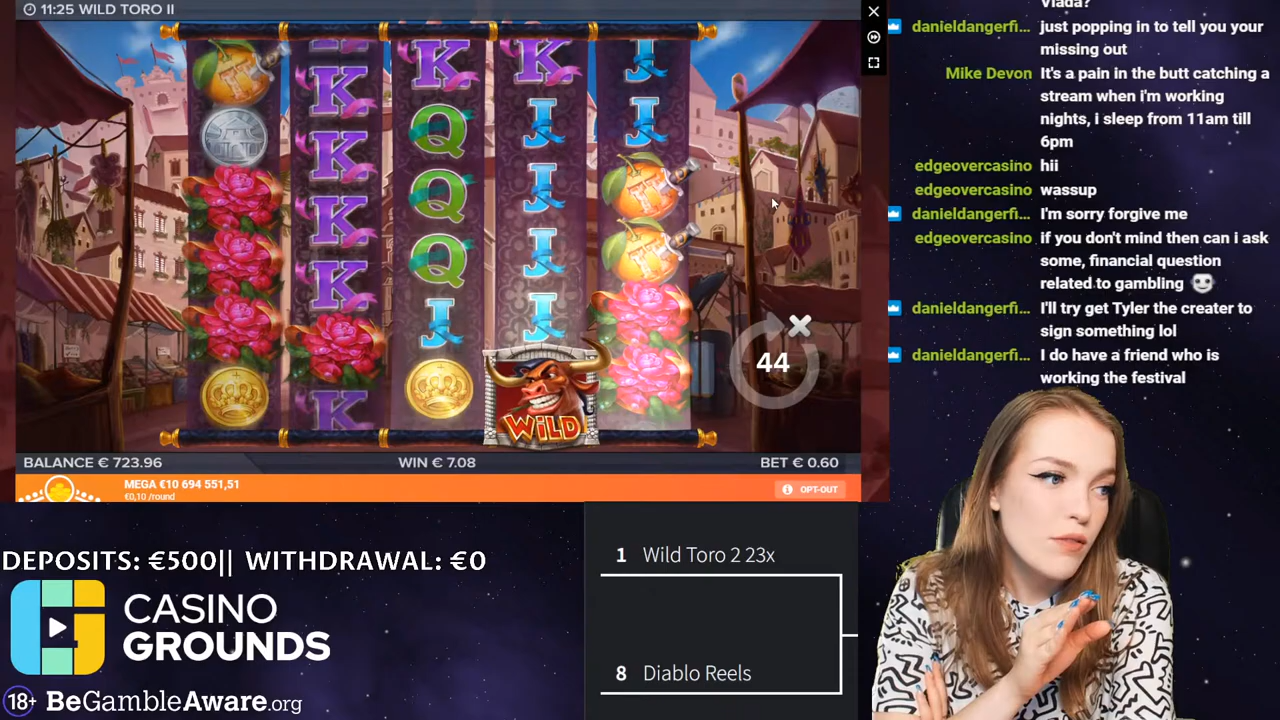 11:25 WILD TORO II
K
K
K
J
K
Q
J
J
K
Q
J
K
Q
J
K
J
J
K
WILD
44
BALANCE € 723.96
WIN € 7.08
BET € 0.60
MEGA €10 694 551,51
€0,10 /round
OPT-OUT
Vlada?
danieldangerfi... just popping in to tell you your
missing out
Mike Devon It's a pain in the butt catching a
stream when i'm working
nights, i sleep from 11am till
6pm
edgeovercasino hii
edgeovercasino wassup
danieldangerfi... I'm sorry forgive me
edgeovercasino if you don't mind then can i ask
some, financial question
related to gambling
danieldangerfi... I'll try get Tyler the creater to
sign something lol
danieldangerfi... I do have a friend who is
working the festival
DEPOSITS: €500|| WITHDRAWAL: €0
CASINO
GROUNDS
18+ BeGambleAware.org
1 Wild Toro 2 23x
8 Diablo Reels